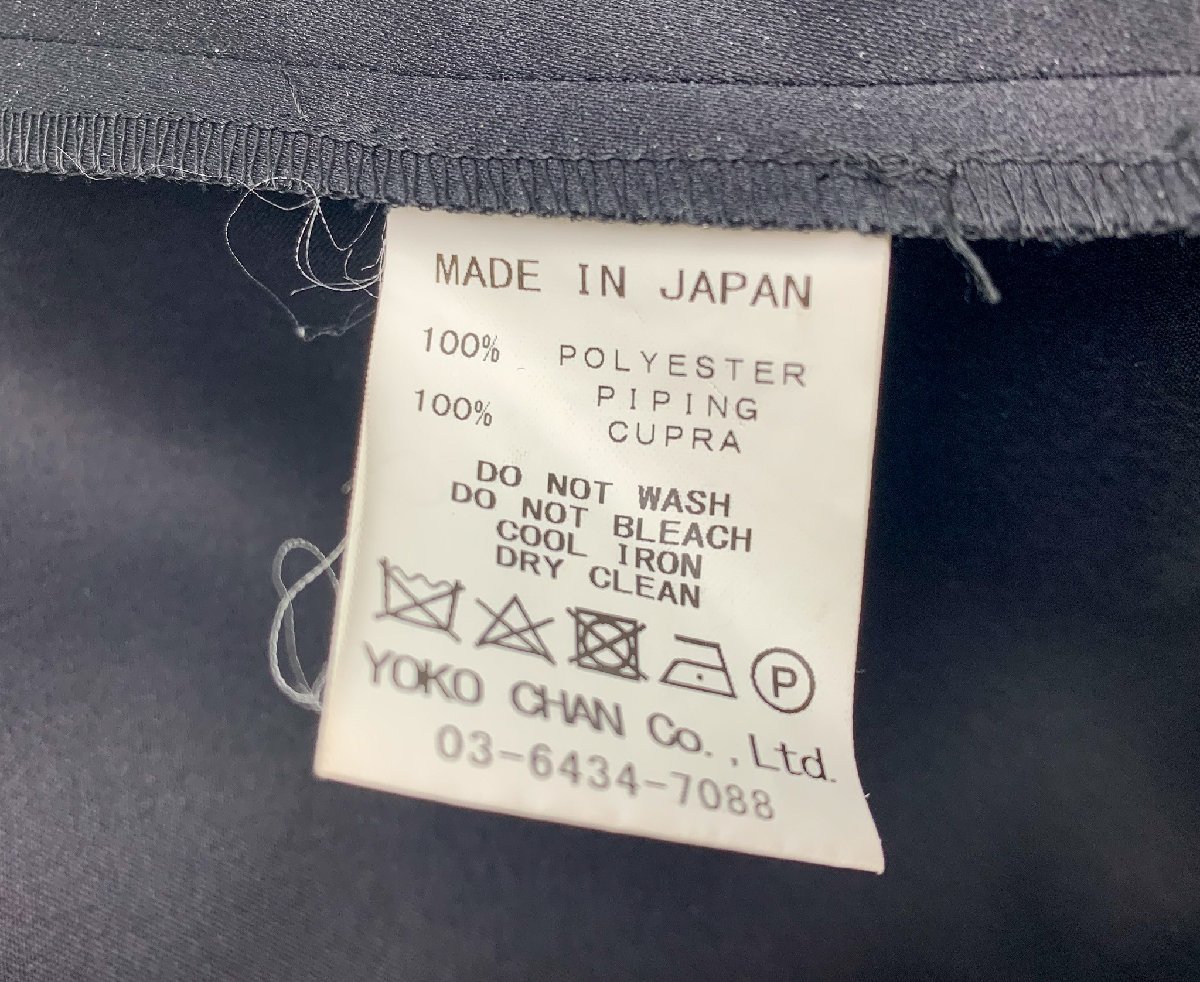 MADE IN JAPAN
100% POLYESTER
PIPING
100% CUPRA
DO NOT WASH
DO NOT BLEACH
COOL IRON
DRY CLEAN
P
YOKO CHAN Co.,Ltd.
03-6434-7088